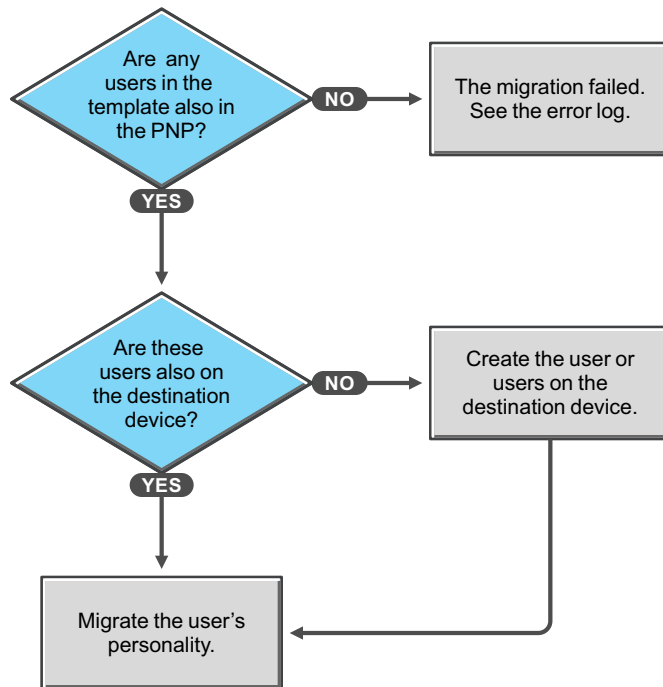 Are any
users in the
template also in
the PNP?
NO
The migration failed.
See the error log.
YES
Are these
users also on
the destination
device?
NO
Create the user or
users on the
destination device.
YES
Migrate the user's
personality.